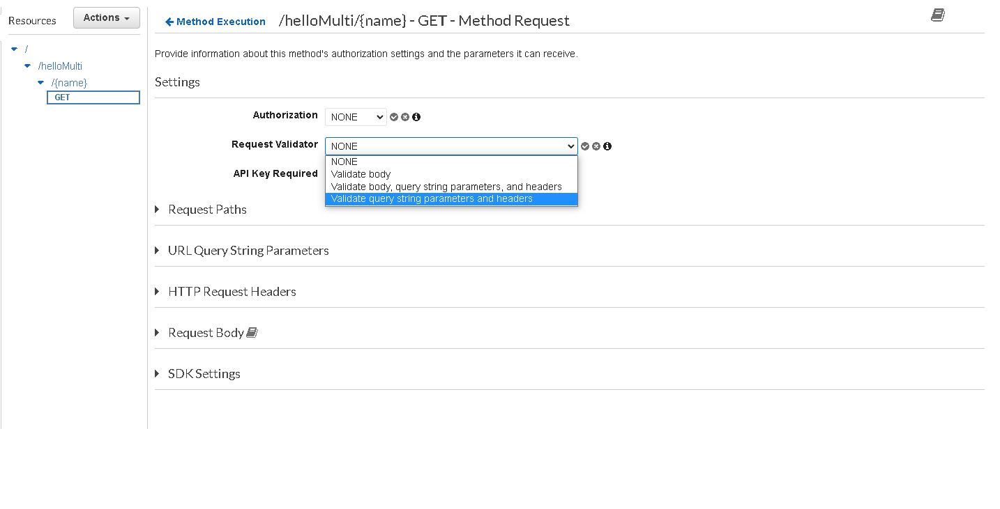 Resources
Actions
Method Execution
/helloMulti/{name} - GET - Method Request
/
/helloMulti
/{name}
GET
Provide information about this method's authorization settings and the parameters it can receive.
Settings
Authorization
NONE
Request Validator
NONE
NONE
Validate body
Validate body, query string parameters, and headers
Validate query string parameters and headers
API Key Required
Request Paths
URL Query String Parameters
HTTP Request Headers
Request Body
SDK Settings